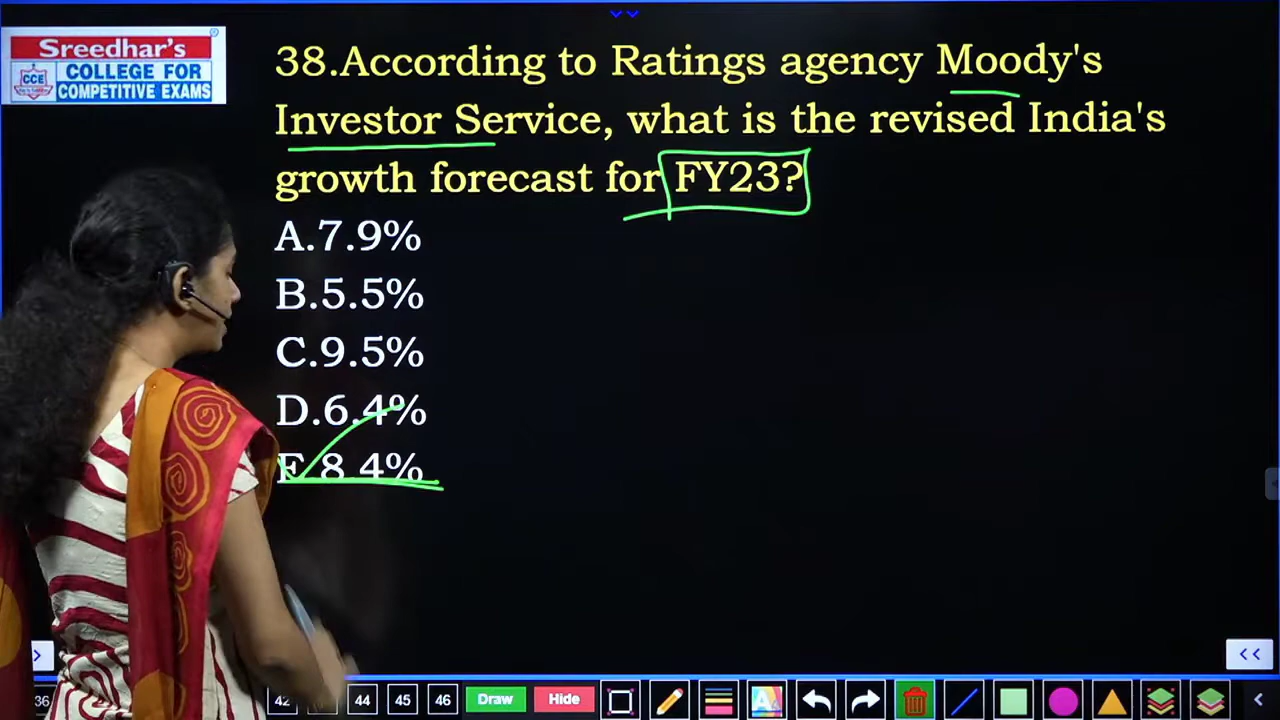 Sreedhar's
CCE
COLLEGE FOR
COMPETITIVE EXAMS
38.According to Ratings agency Moody's
Investor Service, what is the revised India's
growth forecast for FY23?
A.7.9%
B.5.5%
C.9.5%
D.6.4%
E.8.4%
36
42
44
45
46
Draw
Hide